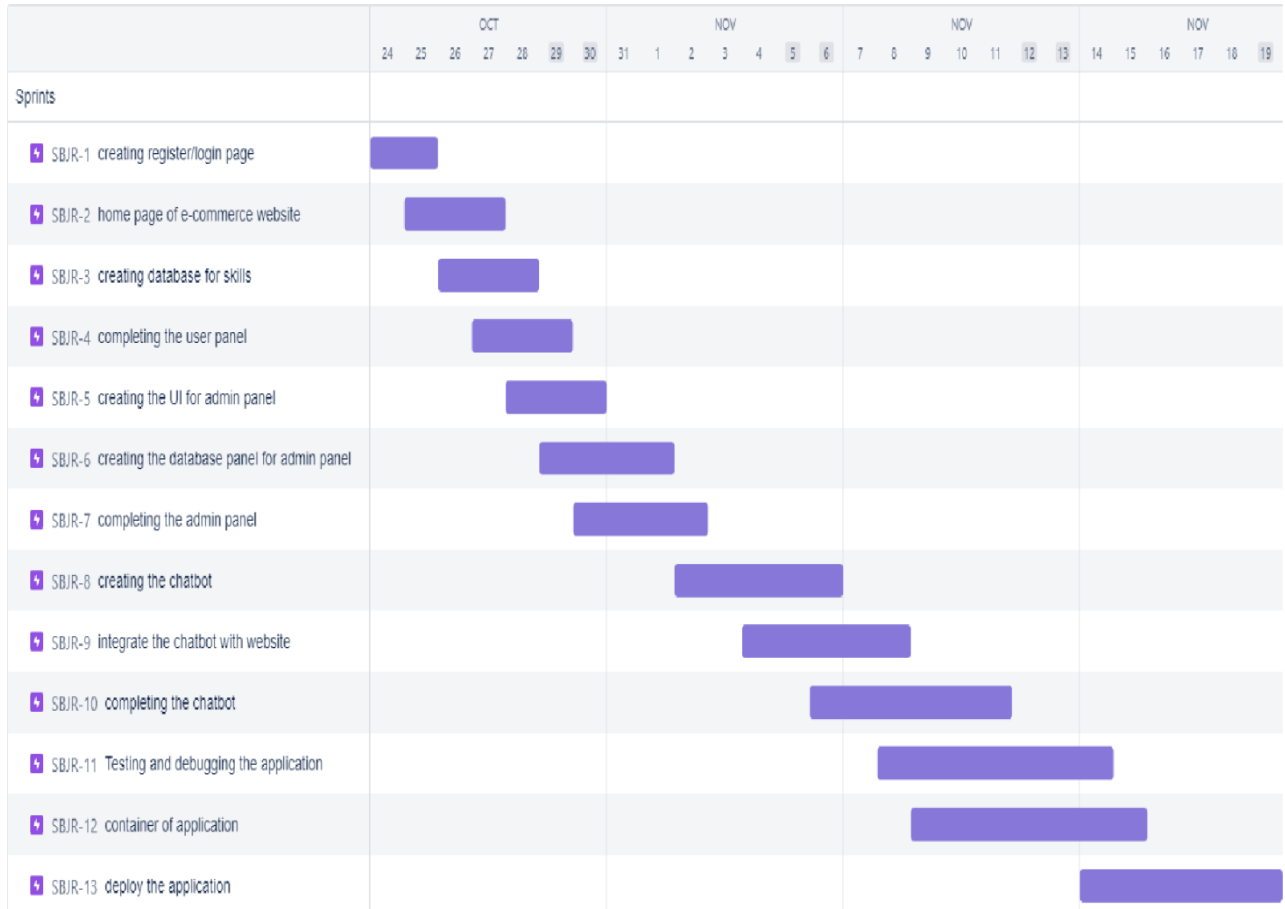 OCT NOV NOV NOV
24 25 26 27 28 29 30 31 1 2 3 4 5 6 7 8 9 10 11 12 13 14 15 16 17 18 19
Sprints
SBJR-1 creating register/login page
SBJR-2 home page of e-commerce website
SBJR-3 creating database for skills
SBJR-4 completing the user panel
SBJR-5 creating the UI for admin panel
SBJR-6 creating the database panel for admin panel
SBJR-7 completing the admin panel
SBJR-8 creating the chatbot
SBJR-9 integrate the chatbot with website
SBJR-10 completing the chatbot
SBJR-11 Testing and debugging the application
SBJR-12 container of application
SBJR-13 deploy the application